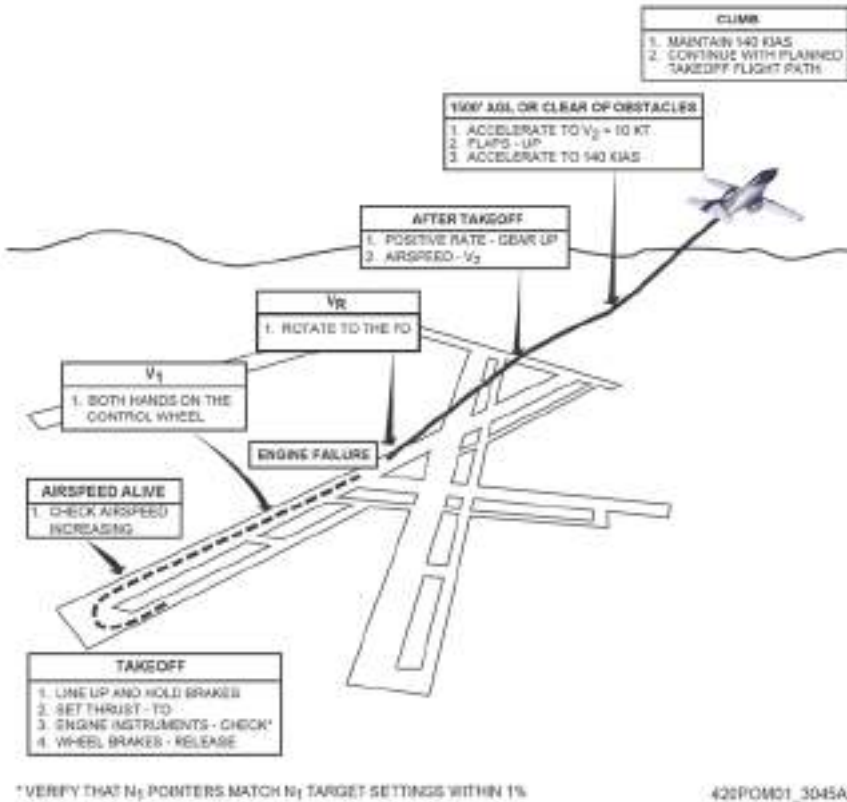 CLIMB
1. MAINTAIN 140 KIAS
2. CONTINUE WITH PLANNED
TAKEOFF FLIGHT PATH
1500' AGL OR CLEAR OF OBSTACLES
1. ACCELERATE TO V2 + 10 KT
2. FLAPS - UP
3. ACCELERATE TO 140 KIAS
AFTER TAKEOFF
1. POSITIVE RATE - GEAR UP
2. AIRSPEED - V2
VR
1. ROTATE TO THE FD
V1
1. BOTH HANDS ON THE
CONTROL WHEEL
ENGINE FAILURE
AIRSPEED ALIVE
1. CHECK AIRSPEED
INCREASING
TAKEOFF
1. LINE UP AND HOLD BRAKES
2. SET THRUST - TO
3. ENGINE INSTRUMENTS - CHECK*
4. WHEEL BRAKES - RELEASE
* VERIFY THAT N1 POINTERS MATCH N1 TARGET SETTINGS WITHIN 1%
420POM01_3045A